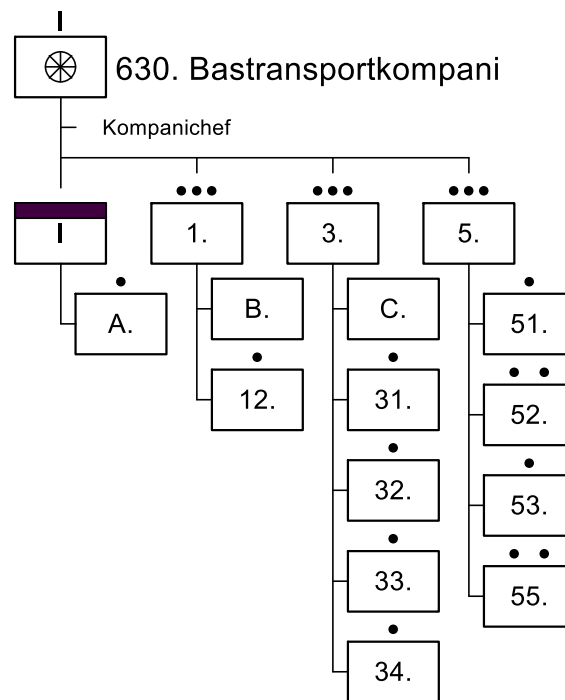 630. Bastransportkompani
Kompanichef
1.
3.
5.
A.
B.
C.
51.
12.
31.
52.
32.
53.
33.
55.
34.